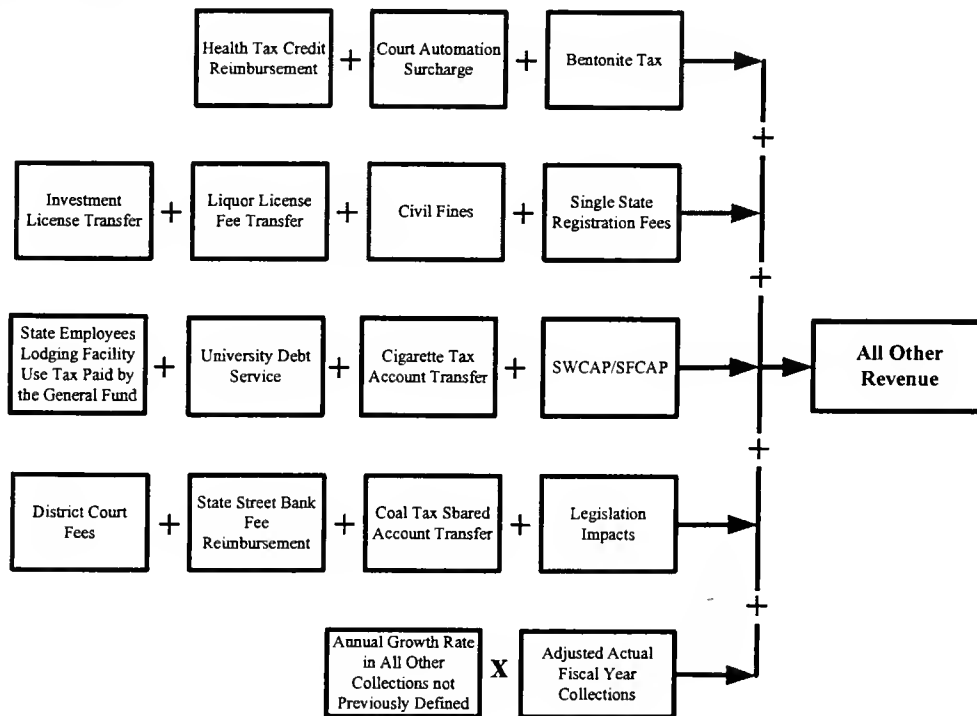 Health Tax Credit
Reimbursement
+
Court Automation
Surcharge
+
Bentonite Tax
+
Investment
License Transfer
+
Liquor License
Fee Transfer
+
Civil Fines
+
Single State
Registration Fees
+
State Employees
Lodging Facility
Use Tax Paid by
the General Fund
+
University Debt
Service
+
Cigarette Tax
Account Transfer
+
SWCAP/SFCAP
All Other
Revenue
+
District Court
Fees
+
State Street Bank
Fee
Reimbursement
+
Coal Tax Sbared
Account Transfer
+
Legislation
Impacts
+
Annual Growth Rate
in All Other
Collections not
Previously Defined
X
Adjusted Actual
Fiscal Year
Collections